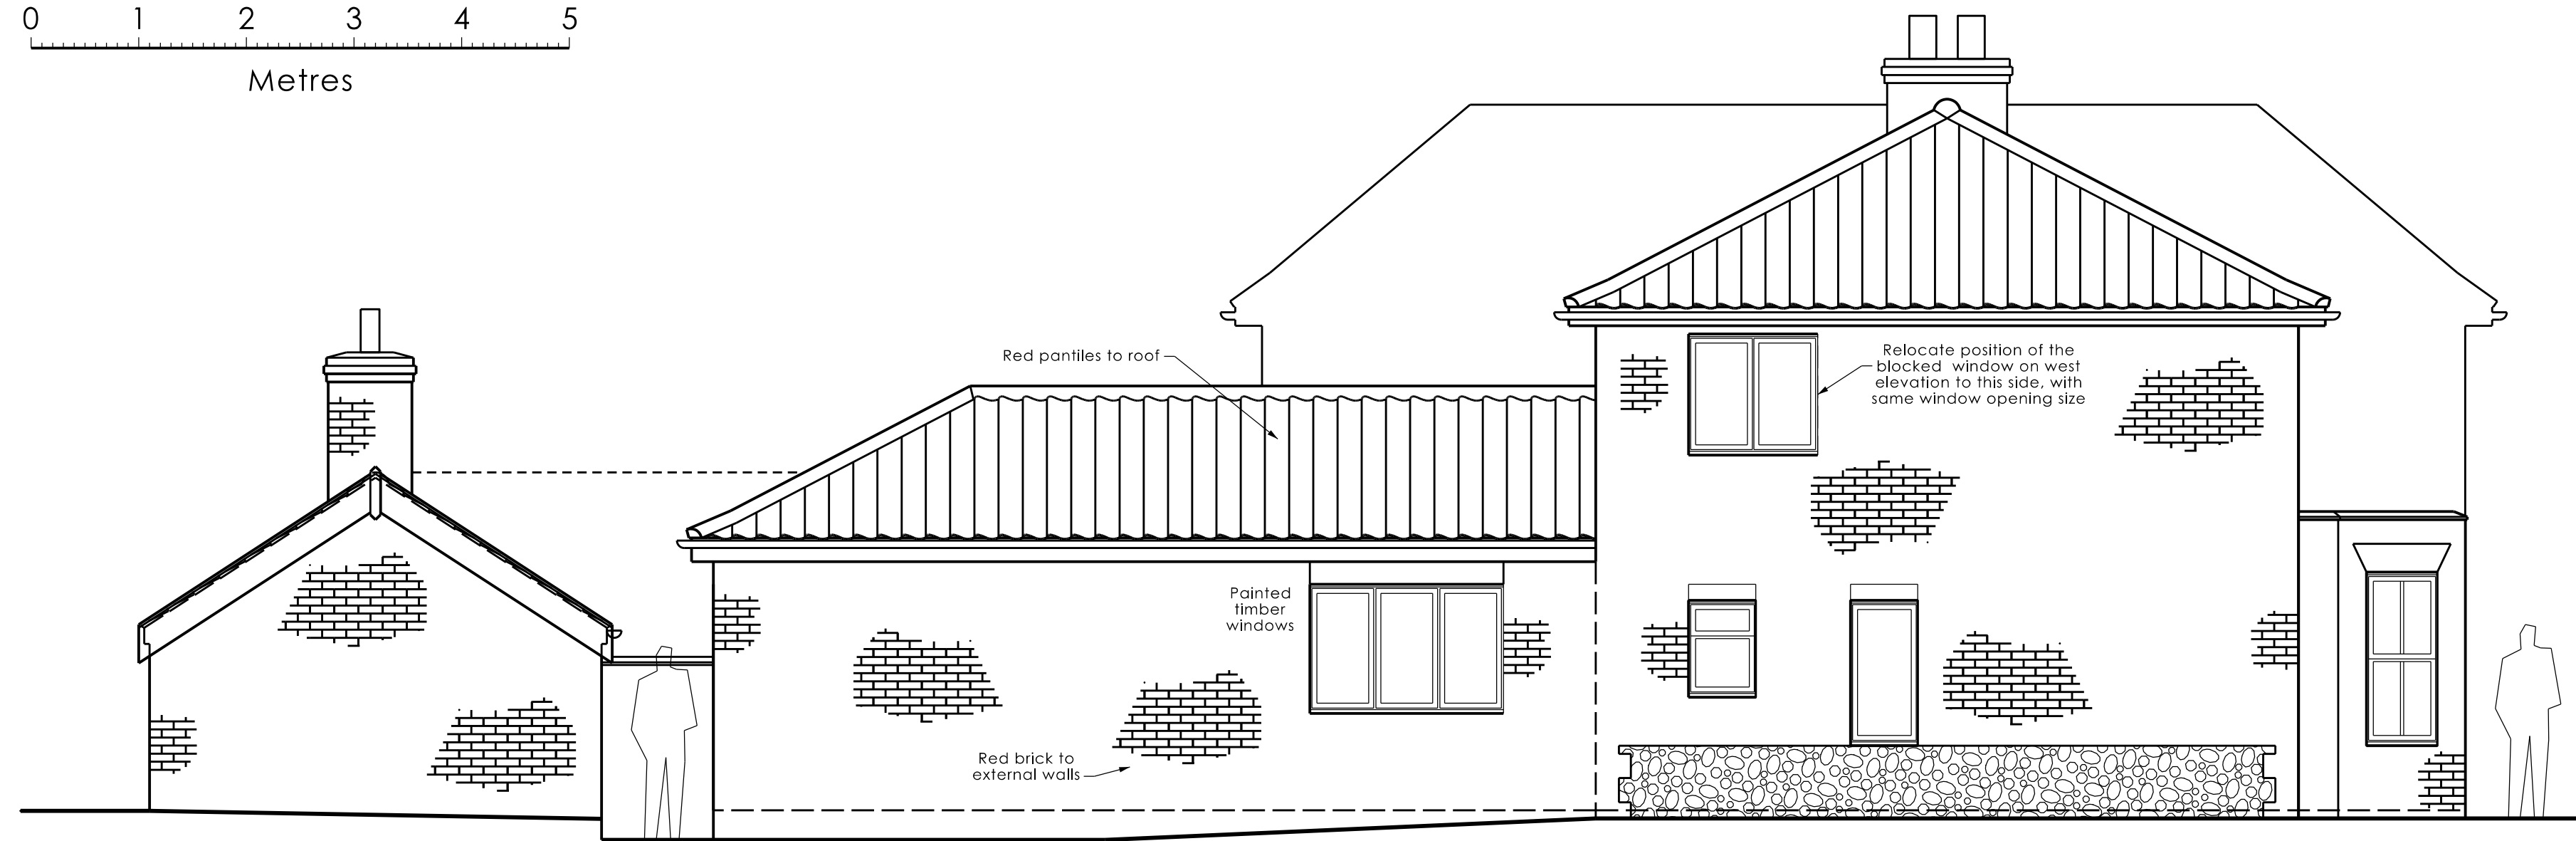 0 1 2 3 4 5
Metres
Red pantiles to roof
Relocate position of the
blocked window on west
elevation to this side, with
same window opening size
Painted
timber
windows
Red brick to
external walls